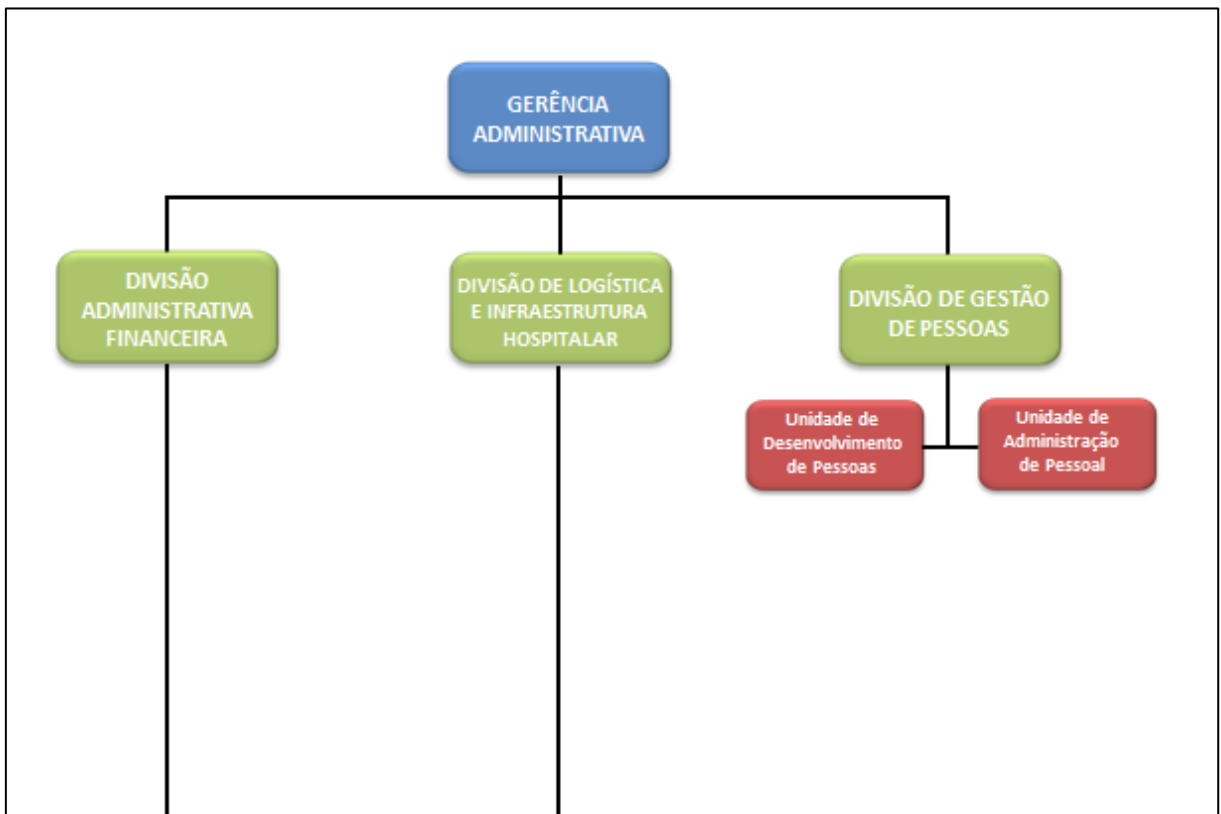 GERÊNCIA
ADMINISTRATIVA
DIVISÃO
ADMINISTRATIVA
FINANCEIRA
DIVISÃO DE LOGÍSTICA
E INFRAESTRUTURA
HOSPITALAR
DIVISÃO DE GESTÃO
DE PESSOAS
Unidade de
Desenvolvimento
de Pessoas
Unidade de
Administração
de Pessoal